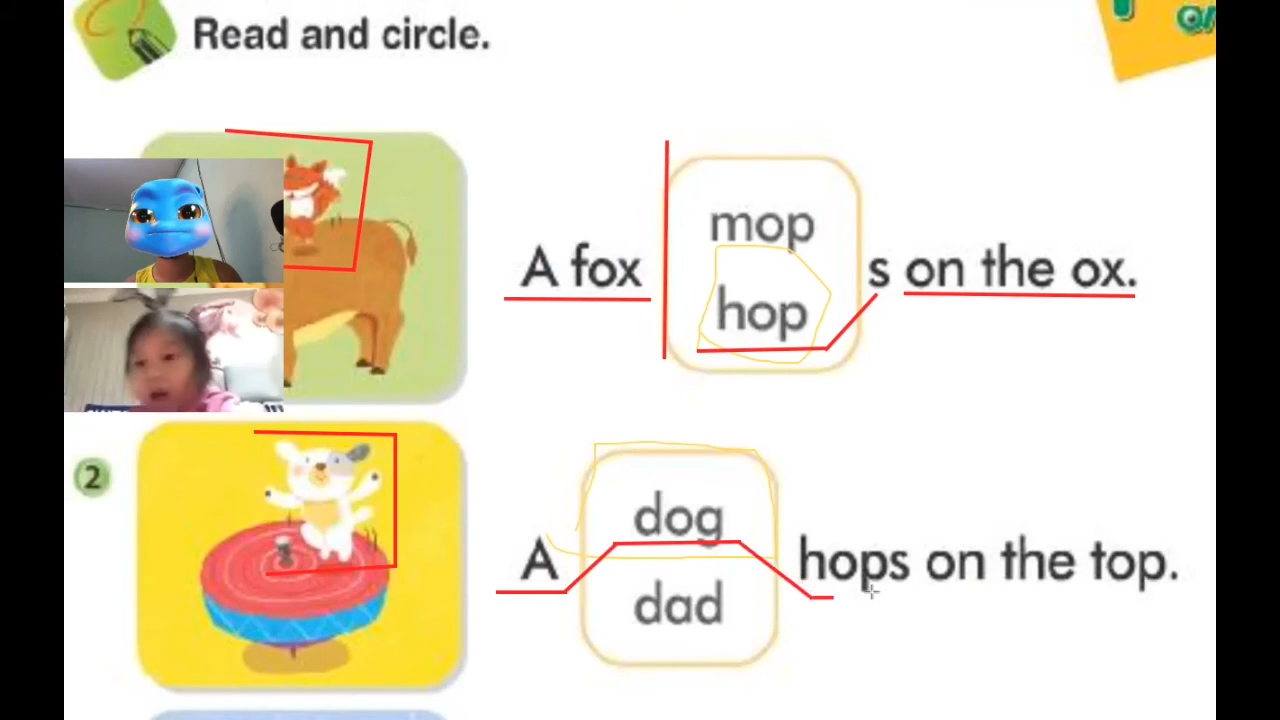 Read and circle.
mop
A fox s on the ox.
hop
2
dog
A hops on the top.
dad